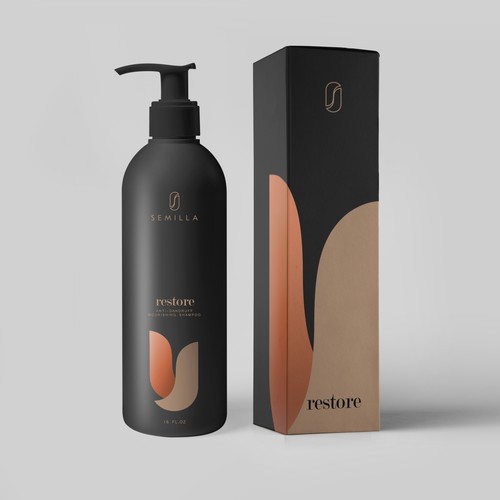 SEMILLA
restore
ANTI-DANDRUFF
NOURISHING SHAMPOO
16 FL.OZ
restore